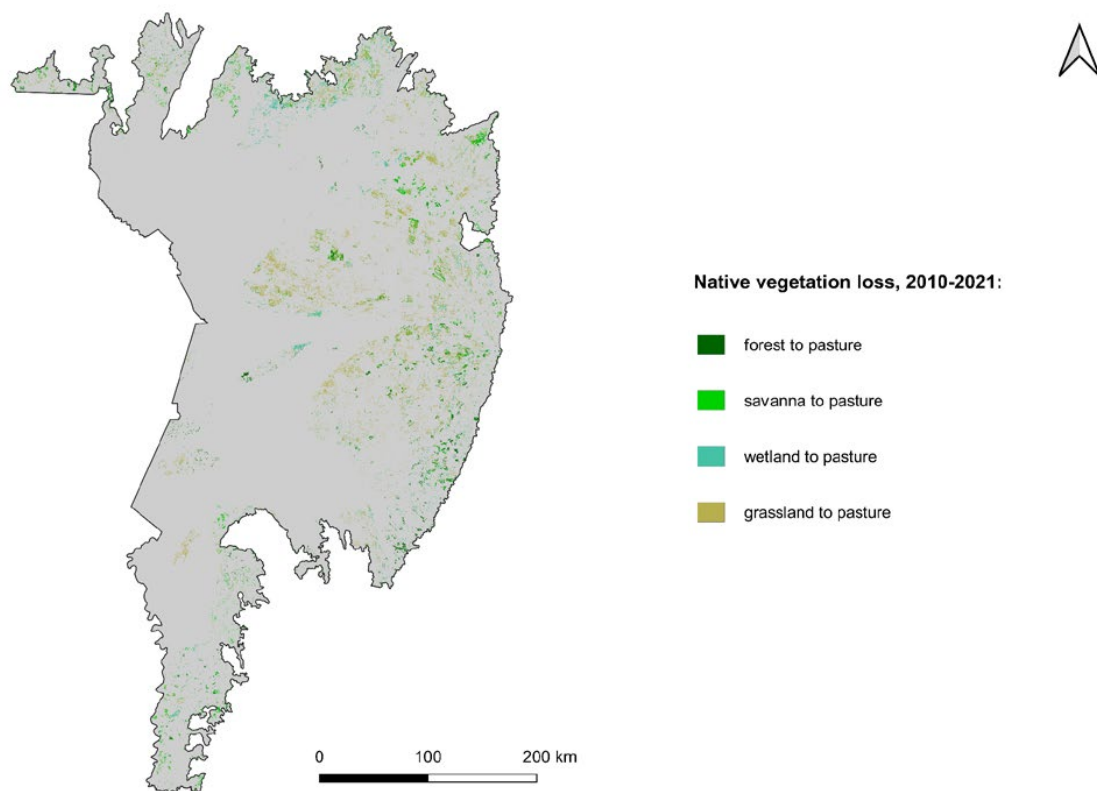 Native vegetation loss, 2010-2021:
forest to pasture
savanna to pasture
wetland to pasture
grassland to pasture
0 100 200 km